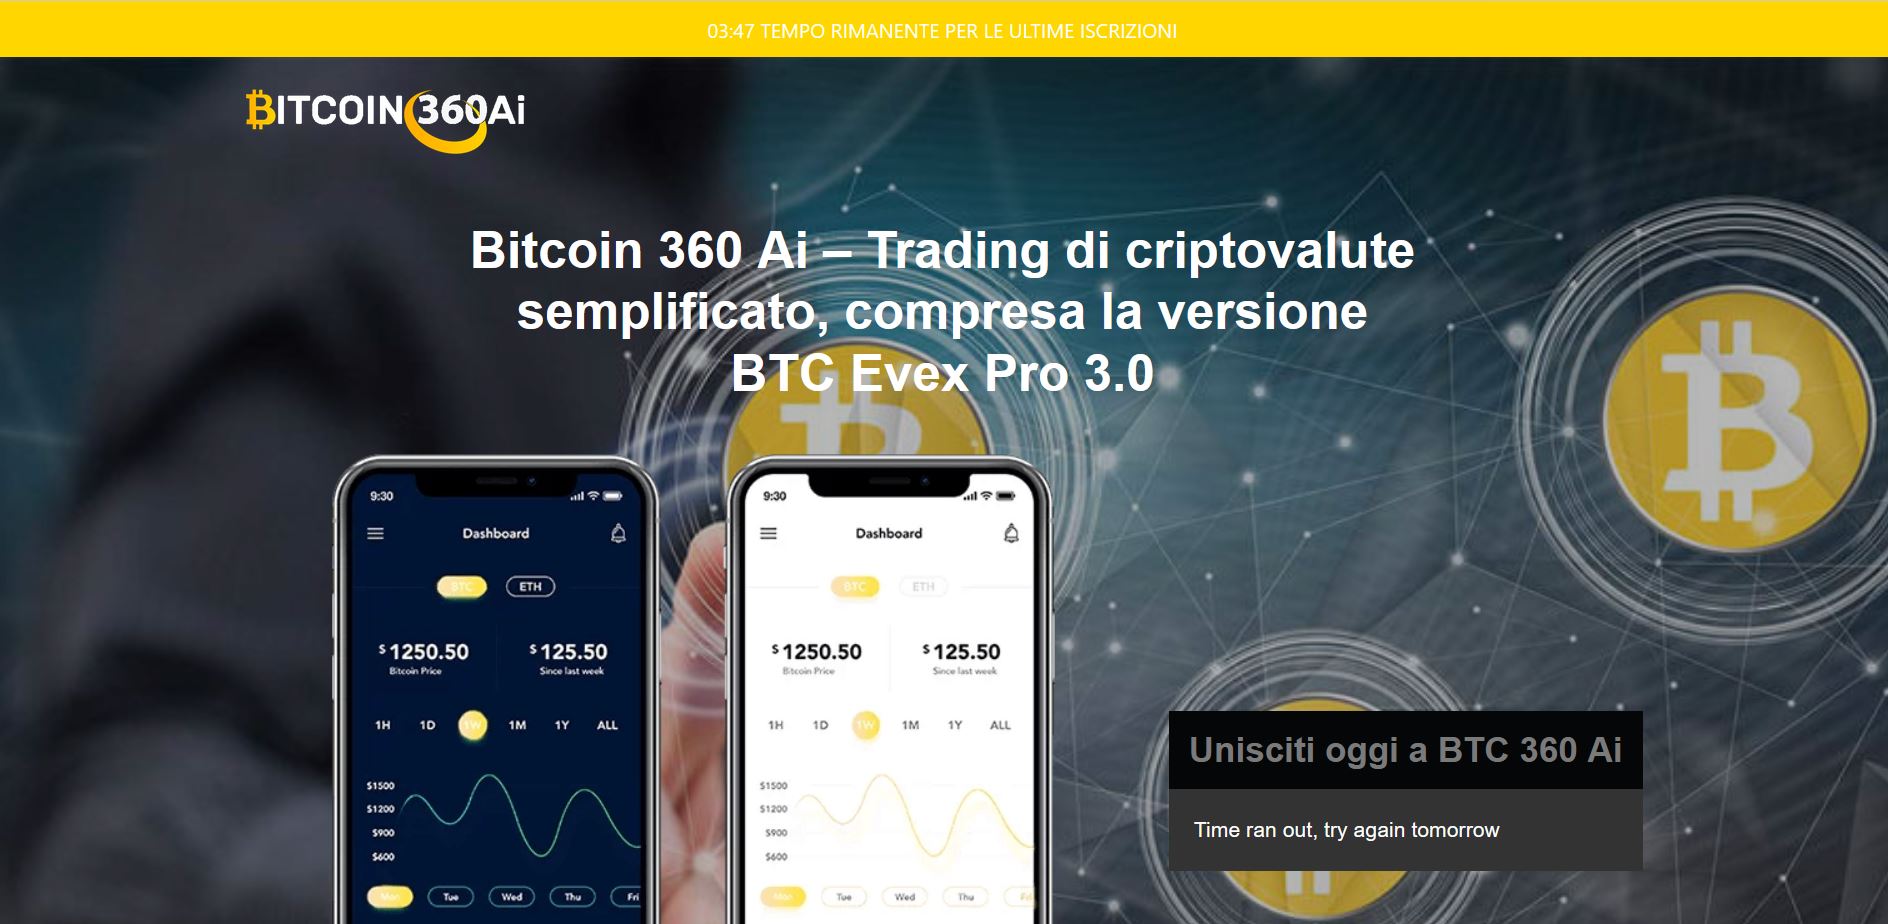 03:47 TEMPO RIMANENTE PER LE ULTIME ISCRIZIONI
BITCOIN 360Ai
Bitcoin 360 Ai – Trading di criptovalute
semplificato, compresa la versione
BTC Evex Pro 3.0
9:30
Dashboard
BTC ETH
$1250.50 $125.50
Bitcoin Price Since last week
1H 1D 1W 1M 1Y ALL
$1500
$1200
$900
$600
Mon Tue Wed Thu Fri
9:30
Dashboard
BTC ETH
$1250.50 $125.50
Bitcoin Price Since last week
1H 1D 1W 1M 1Y ALL
$1500
$1200
$900
$600
Mon Tue Wed Thu Fri
Unisciti oggi a BTC 360 Ai
Time ran out, try again tomorrow